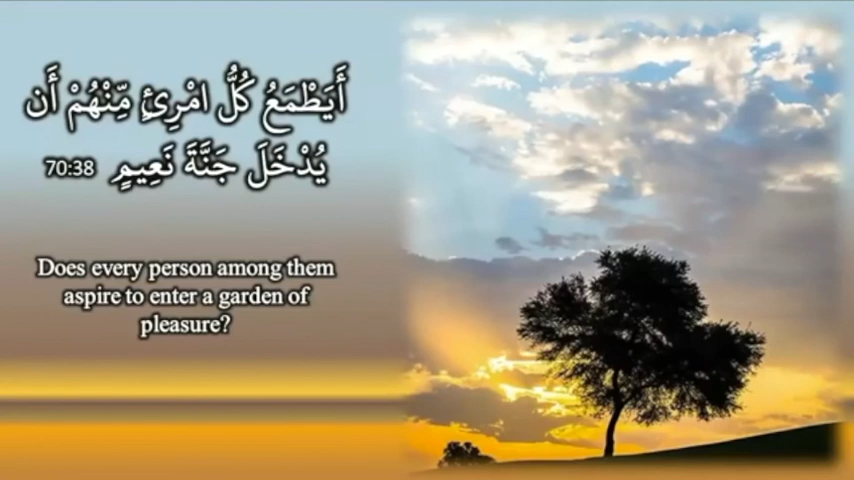 أَيَطْمَعُ كُلُّ امْرِئٍ مِّنْهُمْ أَن
يُدْخَلَ جَنَّةَ نَعِيمٍ 70:38
Does every person among them
aspire to enter a garden of
pleasure?